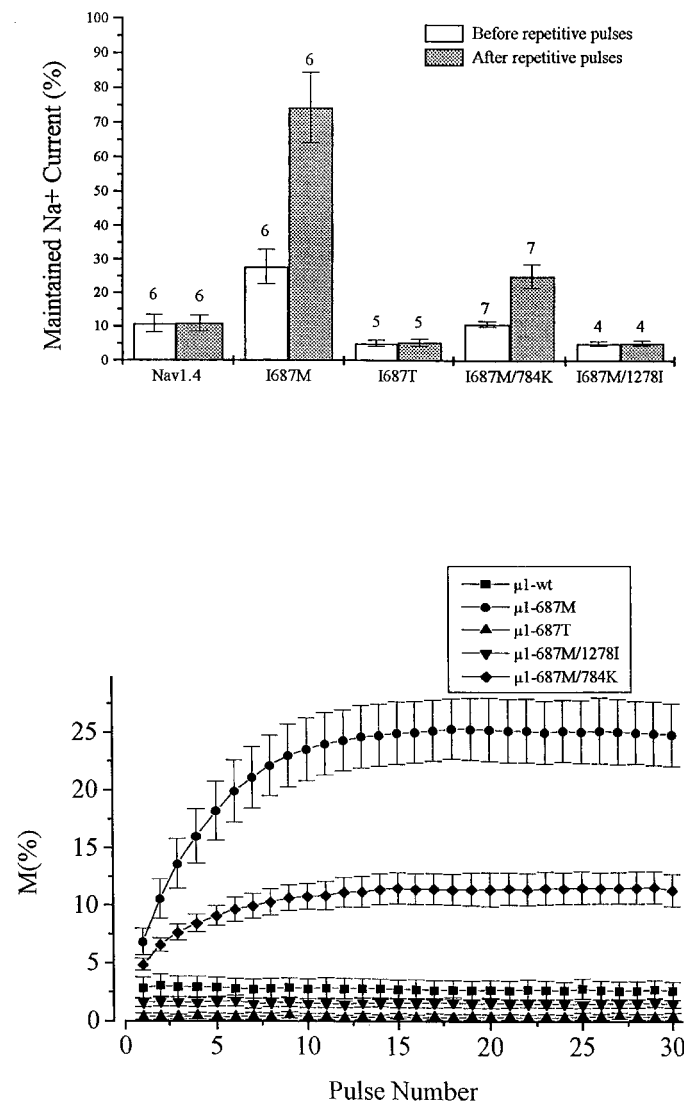 Maintained Na+ Current (%)
100
90
80
70
60
50
40
30
20
10
0
Before repetitive pulses
After repetitive pulses
6
6
6
6
5
5
7
7
4
4
Nav1.4
I687M
I687T
I687M/784K
I687M/1278I
μ1-wt
μ1-687M
μ1-687T
μ1-687M/1278I
μ1-687M/784K
M(%)
25
20
15
10
5
0
0
5
10
15
20
25
30
Pulse Number